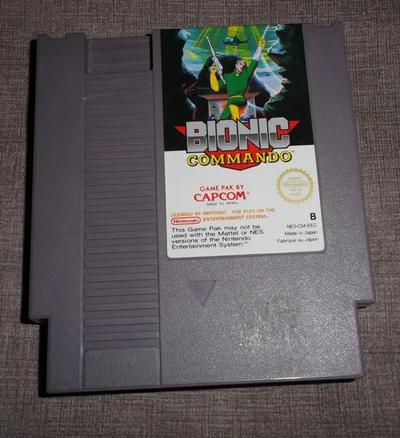 BIONIC
COMMANDO
GAME PAK BY
CAPCOM®
MADE IN JAPAN
LICENSED BY NINTENDO FOR PLAY ON THE
Nintendo ENTERTAINMENT SYSTEM
This Game Pak may not be
used with the Mattel or NES
versions of the Nintendo
Entertainment System.
B
NES-CM-EEC
Made in Japan
Fabriqué au Japon